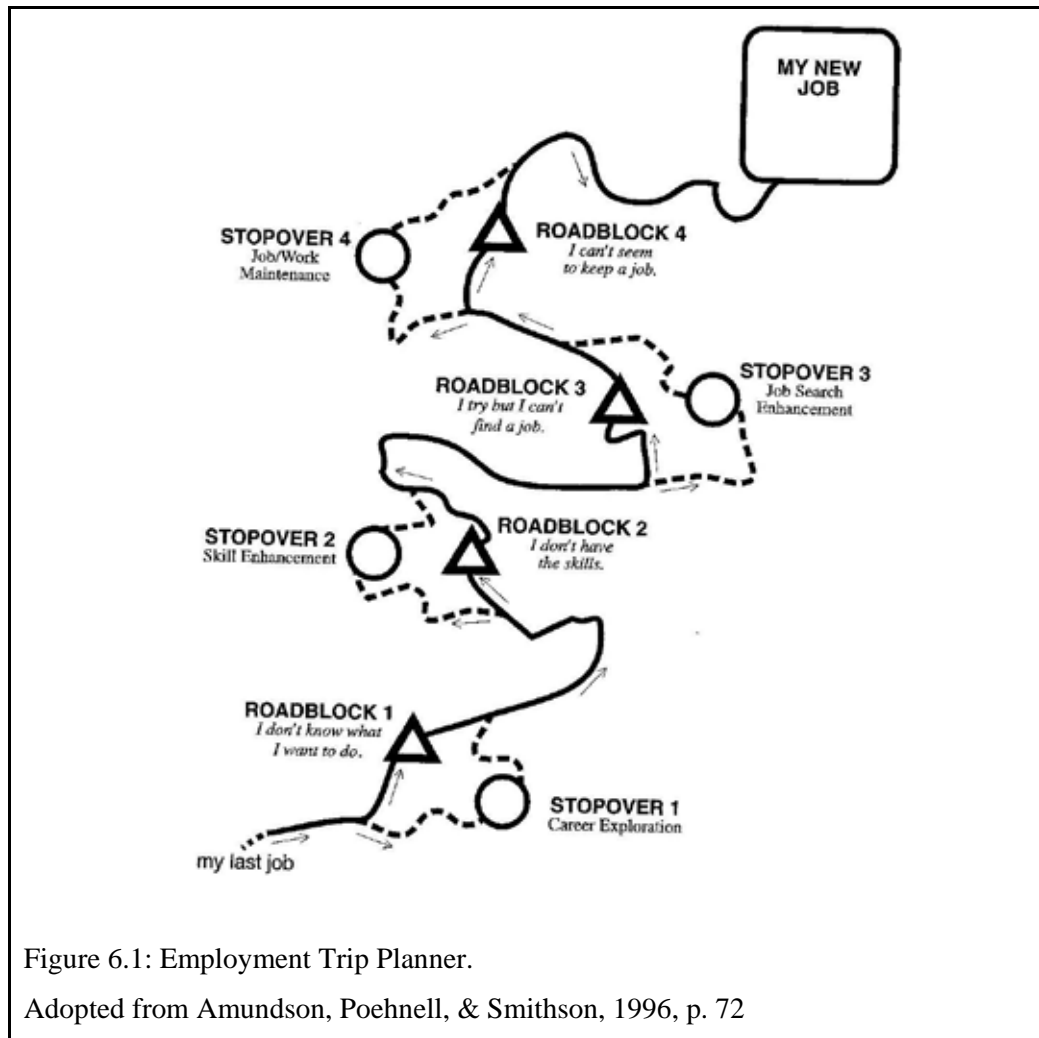 MY NEW
JOB
STOPOVER 4
Job/Work
Maintenance
ROADBLOCK 4
I can't seem
to keep a job.
STOPOVER 3
Job Search
Enhancement
ROADBLOCK 3
I try but I can't
find a job.
ROADBLOCK 2
I don't have
the skills.
STOPOVER 2
Skill Enhancement
ROADBLOCK 1
I don't know what
I want to do.
STOPOVER 1
Career Exploration
my last job
Figure 6.1: Employment Trip Planner.
Adopted from Amundson, Poehnell, & Smithson, 1996, p. 72